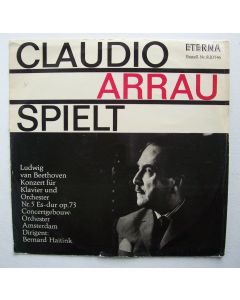 CLAUDIO
ETERNA
ARRAU
SPIELT
Ludwig
van Beethoven
Konzert für
Klavier und
Orchester
Nr.5 Es-dur op.73
Concertgebouw-
Orchester
Amsterdam
Dirigent:
Bernard Haitink